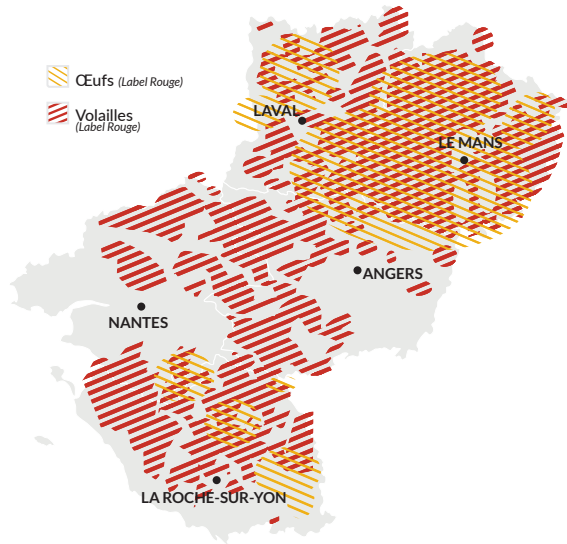 Œufs (Label Rouge)
Volailles
(Label Rouge)
LAVAL
LE MANS
ANGERS
NANTES
LA ROCHE-SUR-YON